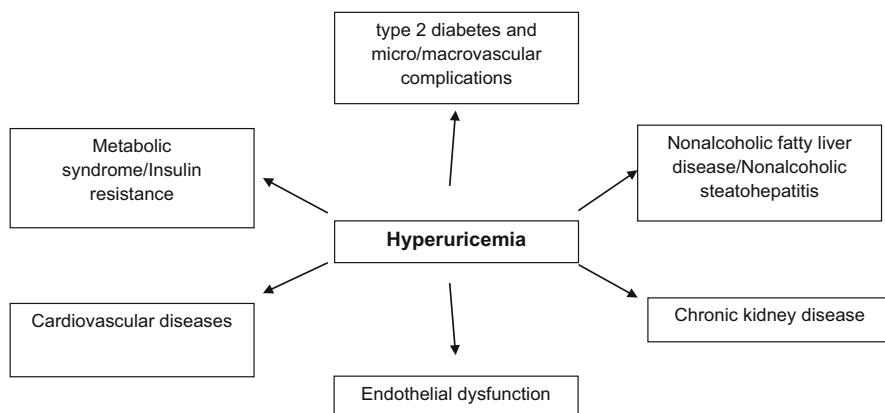 type 2 diabetes and
micro/macrovascular
complications
Metabolic
syndrome/Insulin
resistance
Nonalcoholic fatty liver
disease/Nonalcoholic
steatohepatitis
Hyperuricemia
Cardiovascular diseases
Chronic kidney disease
Endothelial dysfunction